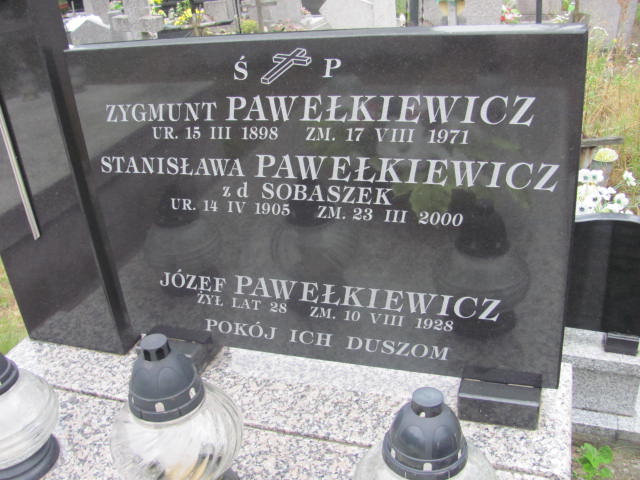 Ś P
ZYGMUNT PAWEŁKIEWICZ
UR. 15 III 1898 ZM. 17 VIII 1971
STANISŁAWA PAWEŁKIEWICZ
z d SOBASZEK
UR. 14 IV 1905 ZM. 23 III 2000
JÓZEF PAWEŁKIEWICZ
ŻYŁ LAT 28 ZM. 10 VIII 1928
POKÓJ ICH DUSZOM